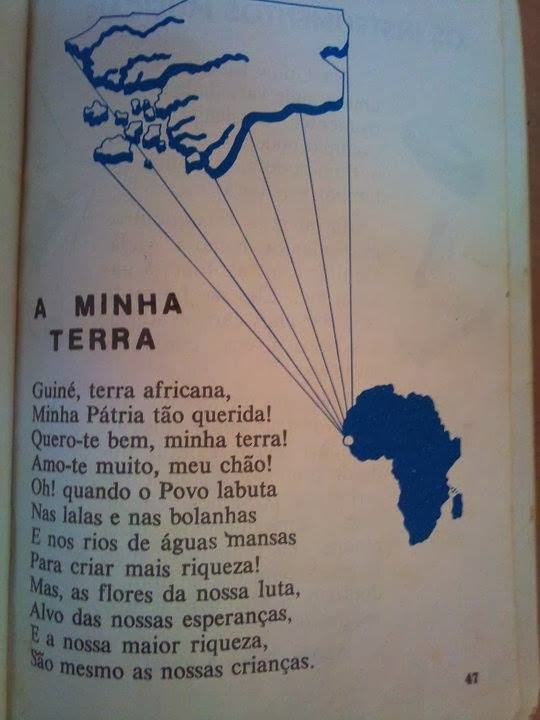 A MINHA
TERRA
Guiné, terra africana,
Minha Pátria tão querida!
Quero-te bem, minha terra!
Amo-te muito, meu chão!
Oh! quando o Povo labuta
Nas lalas e nas bolanhas
E nos rios de águas mansas
Para criar mais riqueza!
Mas, as flores da nossa luta,
Alvo das nossas esperanças,
E a nossa maior riqueza,
São mesmo as nossas crianças.
47